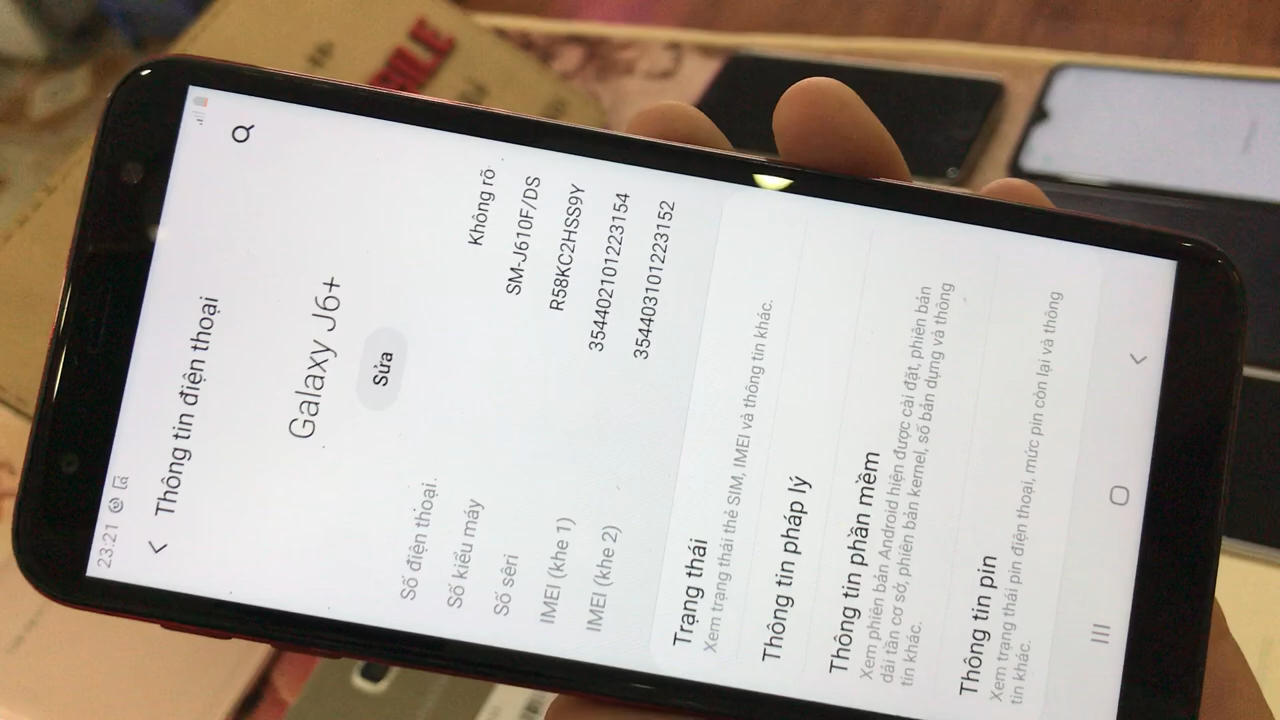 23.21
Thông tin điện thoại
Galaxy J6+
Sửa
Số điện thoại Không rõ
Số kiểu máy SM-J610F/DS
Số sêri R58KC2HSS9Y
IMEI (khe 1) 354402101223154
IMEI (khe 2) 354403101223152
Trạng thái
Xem trạng thái thẻ SIM, IMEI và thông tin khác.
Thông tin pháp lý
Thông tin phần mềm
Xem phiên bản Android hiện được cài đặt, phiên bản
dải tần cơ sở, phiên bản kernel, số bản dựng và thông
tin khác.
Thông tin pin
Xem trạng thái pin điện thoại, mức pin còn lại và thông
tin khác.